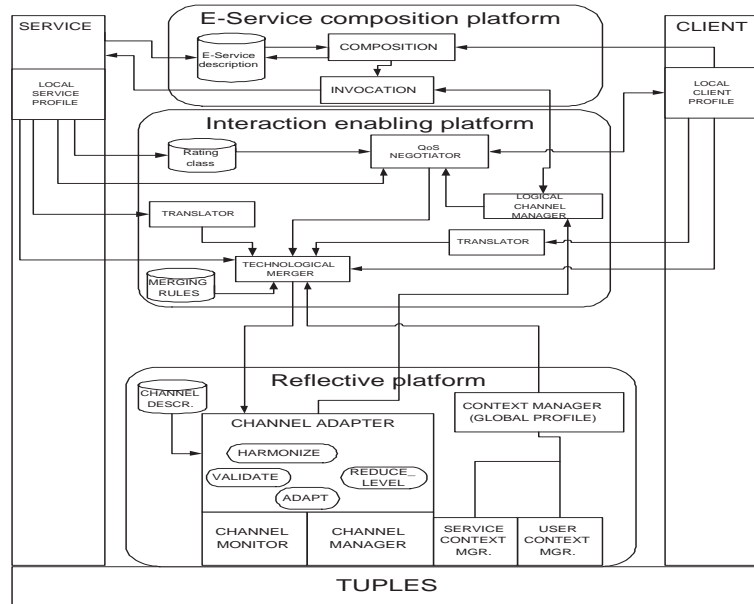 E-Service composition platform
SERVICE
CLIENT
E-Service
description
COMPOSITION
INVOCATION
LOCAL
SERVICE
PROFILE
LOCAL
CLIENT
PROFILE
Interaction enabling platform
Rating
class
QoS
NEGOTIATOR
LOGICAL
CHANNEL
MANAGER
TRANSLATOR
TRANSLATOR
TECHNOLOGICAL
MERGER
MERGING
RULES
Reflective platform
CHANNEL
DESCR.
CHANNEL ADAPTER
CONTEXT MANAGER
(GLOBAL PROFILE)
HARMONIZE
VALIDATE
REDUCE_
LEVEL
ADAPT
CHANNEL
MONITOR
CHANNEL
MANAGER
SERVICE
CONTEXT
MGR.
USER
CONTEXT
MGR.
TUPLES